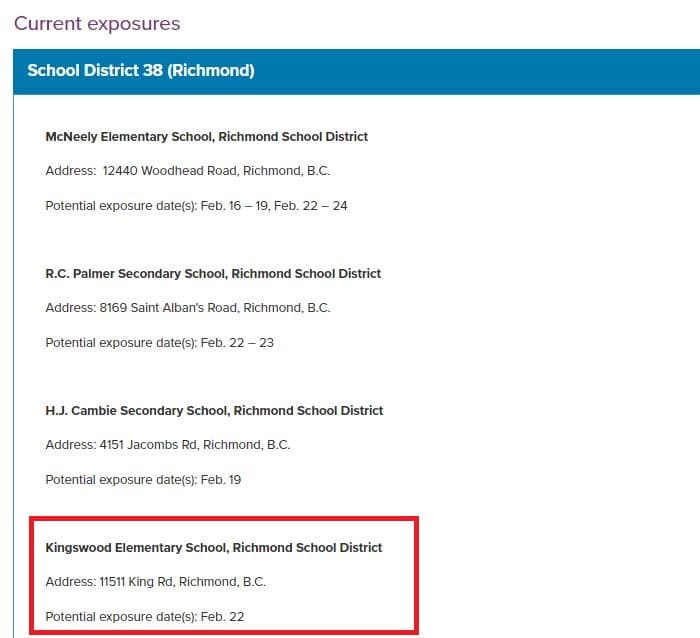 Current exposures
School District 38 (Richmond)
McNeely Elementary School, Richmond School District
Address:  12440 Woodhead Road, Richmond, B.C.
Potential exposure date(s): Feb. 16 – 19, Feb. 22 – 24
R.C. Palmer Secondary School, Richmond School District
Address: 8169 Saint Alban's Road, Richmond, B.C.
Potential exposure date(s): Feb. 22 – 23
H.J. Cambie Secondary School, Richmond School District
Address: 4151 Jacombs Rd, Richmond, B.C.
Potential exposure date(s): Feb. 19
Kingswood Elementary School, Richmond School District
Address: 11511 King Rd, Richmond, B.C.
Potential exposure date(s): Feb. 22